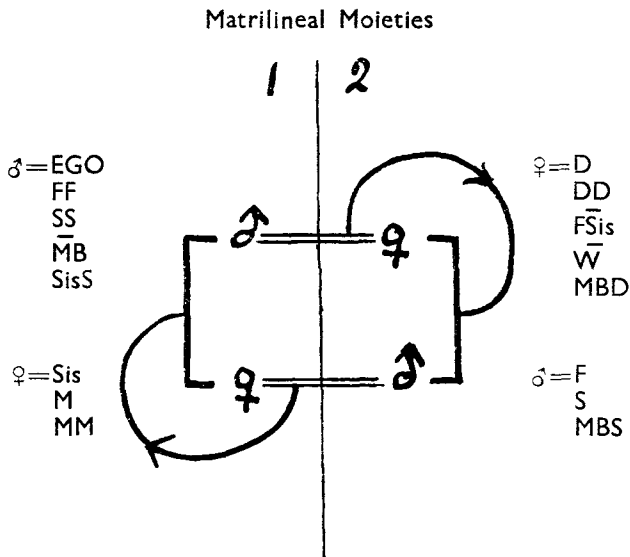 Matrilineal Moieties
1 2
♂=EGO
FF
SS
M̅B
SisS
♀=D
DD
FS̅is
W̅
MBD
♂ ♀
♀ ♂
♀=Sis
M
MM
♂=F
S
MBS